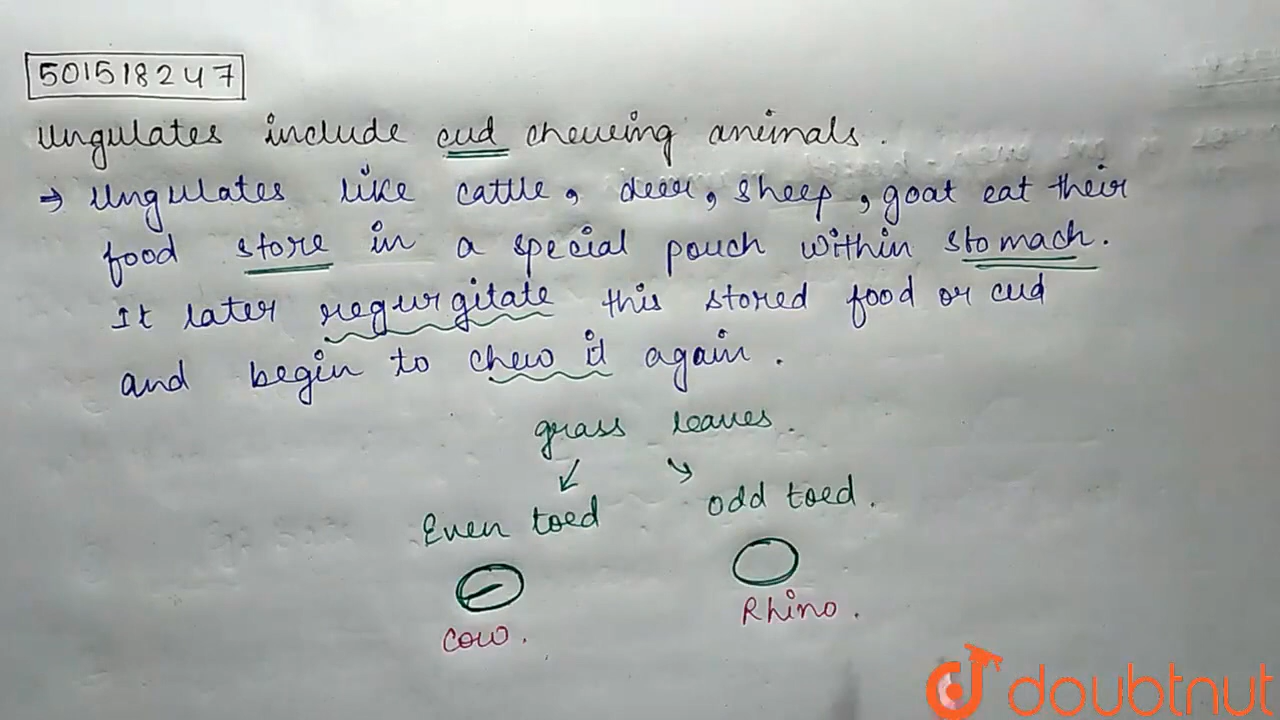 501518247
Ungulates include cud chewing animals.
→ Ungulates like cattle, deer, sheep, goat eat their
food store in a special pouch within stomach.
It later regurgitate this stored food or cud
and begin to chew it again.
grass leaves.
Even toed odd toed.
Cow. Rhino.
doubtnut